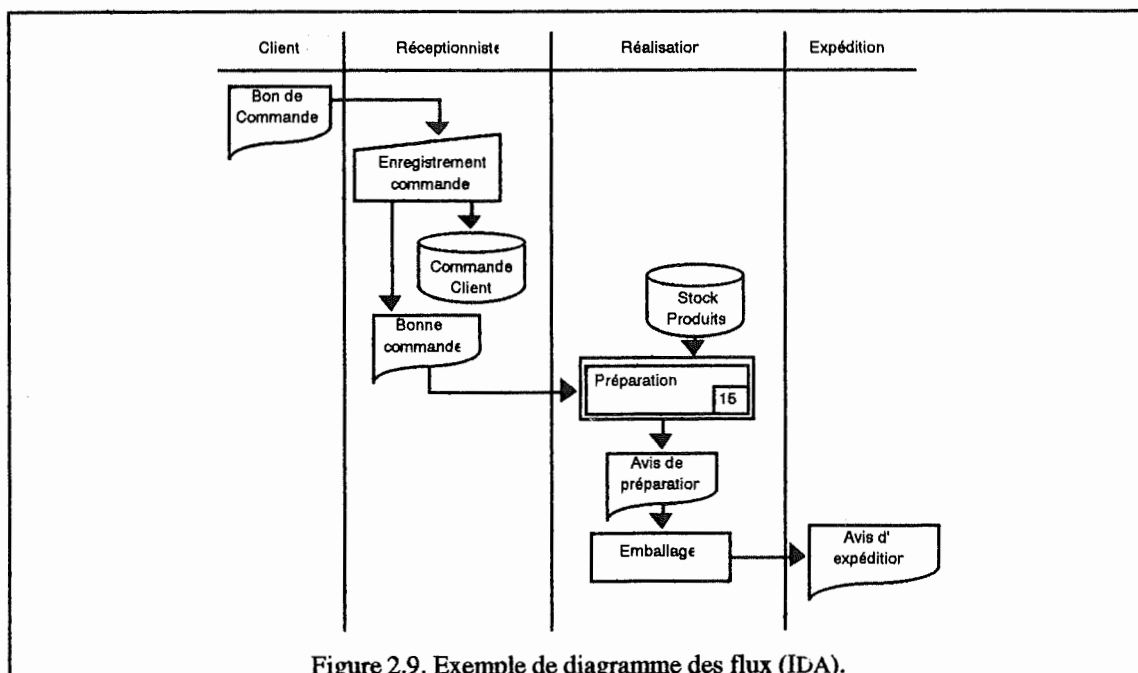 Client Réceptionniste Réalisation Expédition
Bon de
Commande
Enregistrement
commande
Commande
Client
Stock
Produits
Bonne
commande
Préparation
15
Avis de
préparation
Emballage
Avis d'
expédition
Figure 2.9. Exemple de diagramme des flux (IDA).